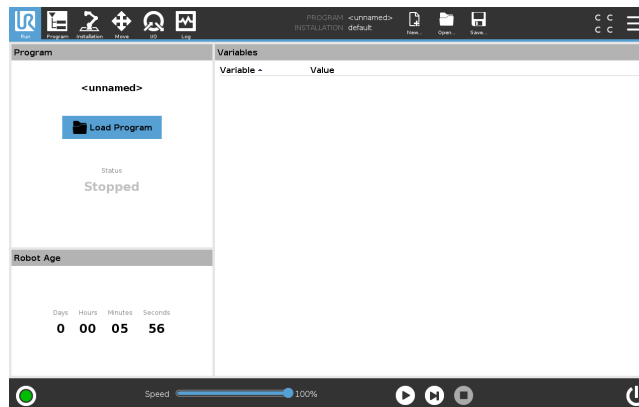 UR
PROGRAM <unnamed>
INSTALLATION default
C C
C C
Run Program Installation Move I/O Log New... Open... Save...
Program
<unnamed>
Load Program
Status
Stopped
Variables
Variable Value
Robot Age
Days Hours Minutes Seconds
0 00 05 56
Speed 100%